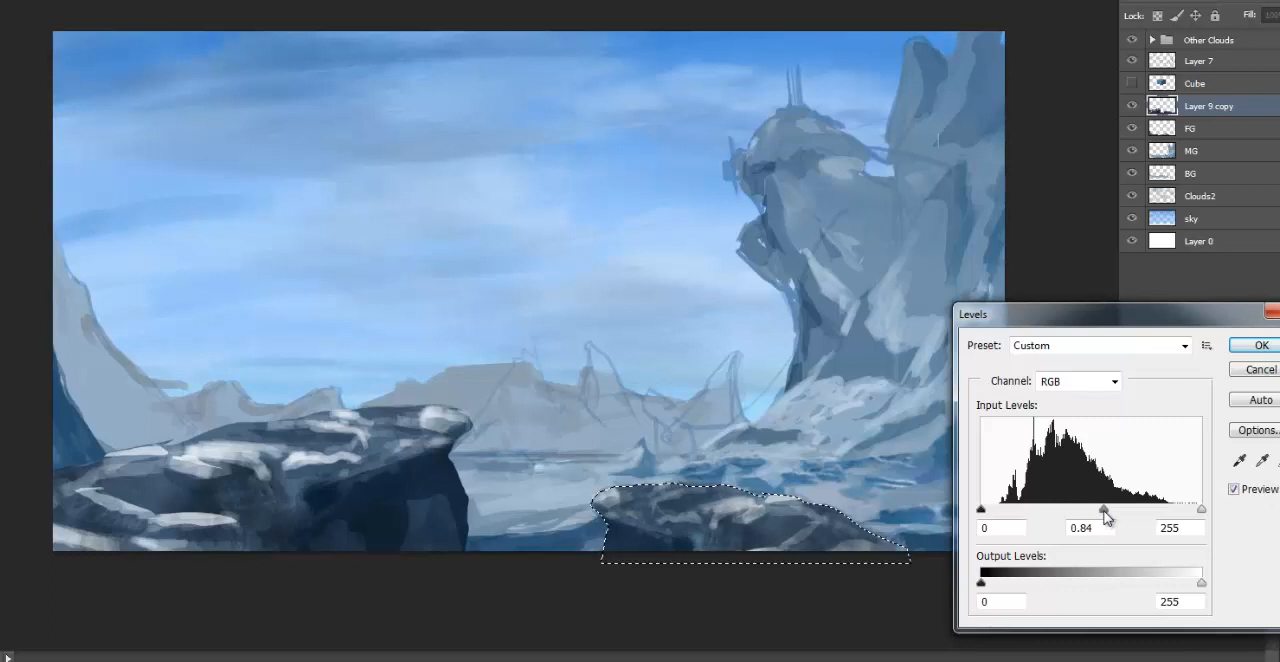 Lock: Fill: 100%
Other Clouds
Layer 7
Cube
Layer 9 copy
FG
MG
BG
Clouds2
sky
Layer 0
Levels
Preset: Custom
OK
Channel: RGB
Cancel
Input Levels:
Auto
Options...
Preview
0 0.84 255
Output Levels:
0 255